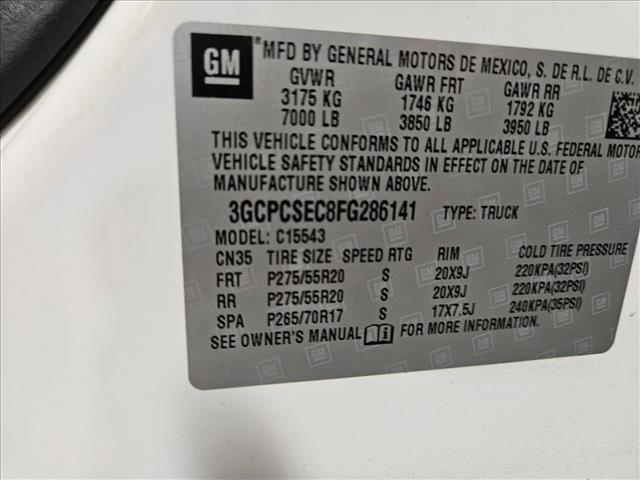 GM ®
MFD BY GENERAL MOTORS DE MEXICO, S. DE R.L. DE C.V.
GVWR GAWR FRT GAWR RR
3175 KG 1746 KG 1792 KG
7000 LB 3850 LB 3950 LB
THIS VEHICLE CONFORMS TO ALL APPLICABLE U.S. FEDERAL MOTOR
VEHICLE SAFETY STANDARDS IN EFFECT ON THE DATE OF
MANUFACTURE SHOWN ABOVE.
3GCPCSEC8FG286141 TYPE: TRUCK
MODEL: C15543
CN35 TIRE SIZE SPEED RTG RIM COLD TIRE PRESSURE
FRT P275/55R20 S 20X9J 220KPA(32PSI)
RR P275/55R20 S 20X9J 220KPA(32PSI)
SPA P265/70R17 S 17X7.5J 240KPA(35PSI)
SEE OWNER'S MANUAL FOR MORE INFORMATION.